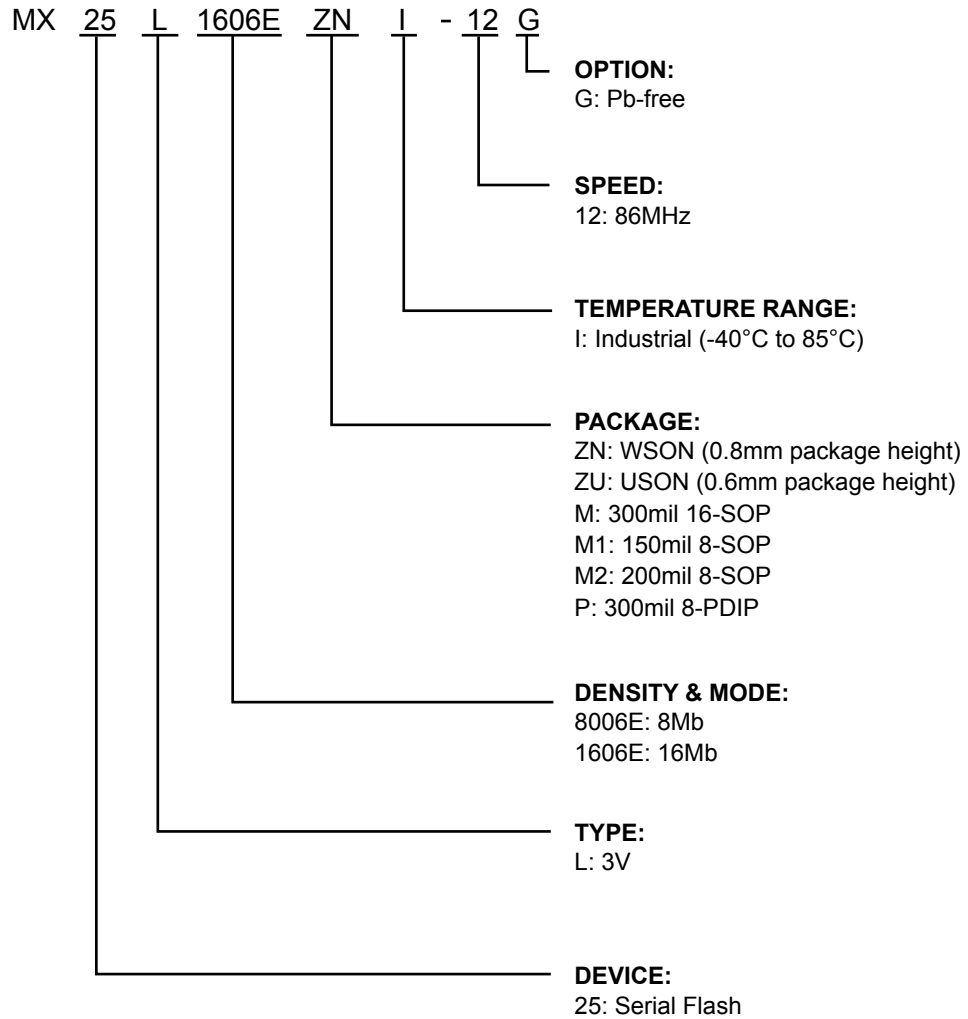 MX 25 L 1606E ZN I - 12 G
OPTION:
G: Pb-free
SPEED:
12: 86MHz
TEMPERATURE RANGE:
I: Industrial (-40°C to 85°C)
PACKAGE:
ZN: WSON (0.8mm package height)
ZU: USON (0.6mm package height)
M: 300mil 16-SOP
M1: 150mil 8-SOP
M2: 200mil 8-SOP
P: 300mil 8-PDIP
DENSITY & MODE:
8006E: 8Mb
1606E: 16Mb
TYPE:
L: 3V
DEVICE:
25: Serial Flash